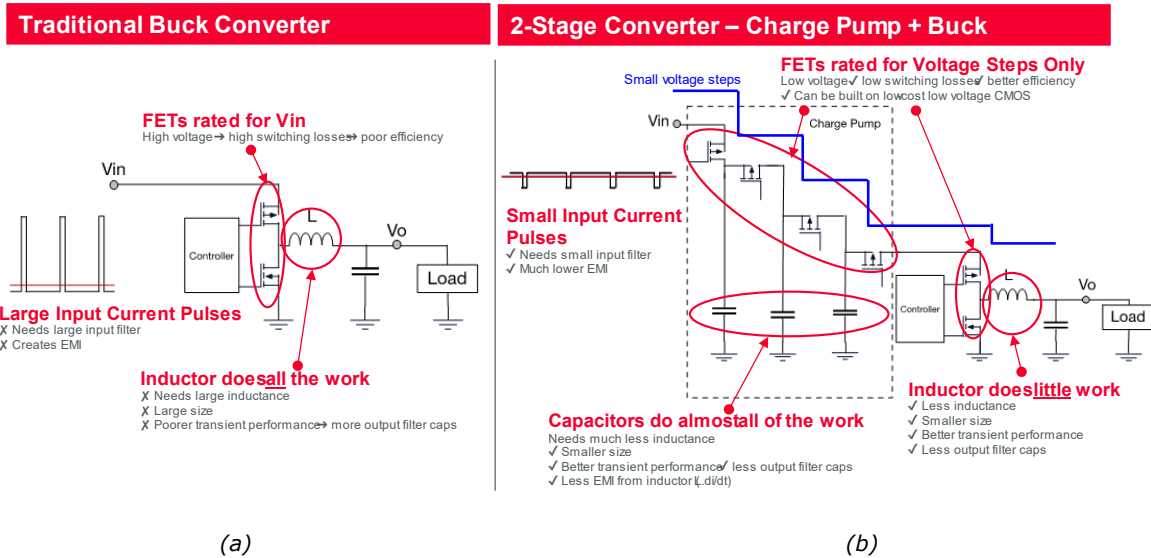 Traditional Buck Converter
FETs rated for Vin
High voltage➔ high switching losses➔ poor efficiency
Vin
L
Vo
Controller
Load
Large Input Current Pulses
✗ Needs large input filter
✗ Creates EMI
Inductor doesall the work
✗ Needs large inductance
✗ Large size
✗ Poorer transient performance➔ more output filter caps
(a)
2-Stage Converter – Charge Pump + Buck
FETs rated for Voltage Steps Only
Small voltage steps
Low voltage✓ low switching losses✓ better efficiency
✓ Can be built on lowcost low voltage CMOS
Vin
Charge Pump
Small Input Current
Pulses
✓ Needs small input filter
✓ Much lower EMI
L
Vo
Controller
Load
Capacitors do almostall of the work
Needs much less inductance
✓ Smaller size
✓ Better transient performance✓ less output filter caps
✓ Less EMI from inductor (L.di/dt)
Inductor doeslittle work
✓ Less inductance
✓ Smaller size
✓ Better transient performance
✓ Less output filter caps
(b)